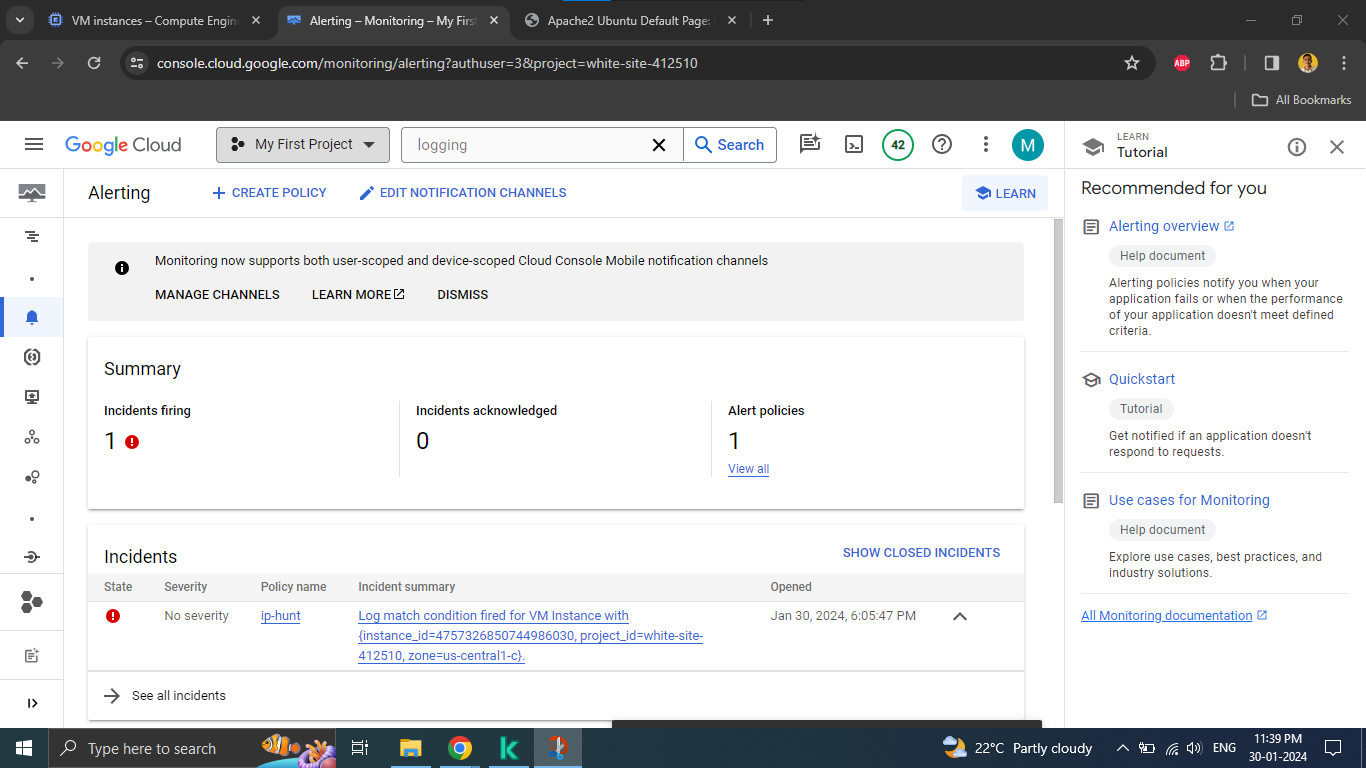 VM instances – Compute Engin
Alerting – Monitoring – My First
Apache2 Ubuntu Default Page:
console.cloud.google.com/monitoring/alerting?authuser=3&project=white-site-412510
ABP
All Bookmarks
Google Cloud
My First Project
logging
Search
42
M
LEARN
Tutorial
Alerting
CREATE POLICY
EDIT NOTIFICATION CHANNELS
LEARN
Recommended for you
Monitoring now supports both user-scoped and device-scoped Cloud Console Mobile notification channels
MANAGE CHANNELS
LEARN MORE
DISMISS
Alerting overview
Help document
Alerting policies notify you when your
application fails or when the performance
of your application doesn't meet defined
criteria.
Summary
Incidents firing
1
Incidents acknowledged
0
Alert policies
1
View all
Quickstart
Tutorial
Get notified if an application doesn't
respond to requests.
Use cases for Monitoring
Help document
Explore use cases, best practices, and
industry solutions.
All Monitoring documentation
Incidents
SHOW CLOSED INCIDENTS
State Severity Policy name Incident summary Opened
No severity ip-hunt Log match condition fired for VM Instance with Jan 30, 2024, 6:05:47 PM
{instance_id=4757326850744986030, project_id=white-site-
412510, zone=us-central1-c}.
See all incidents
Type here to search
22°C Partly cloudy
ENG
11:39 PM
30-01-2024